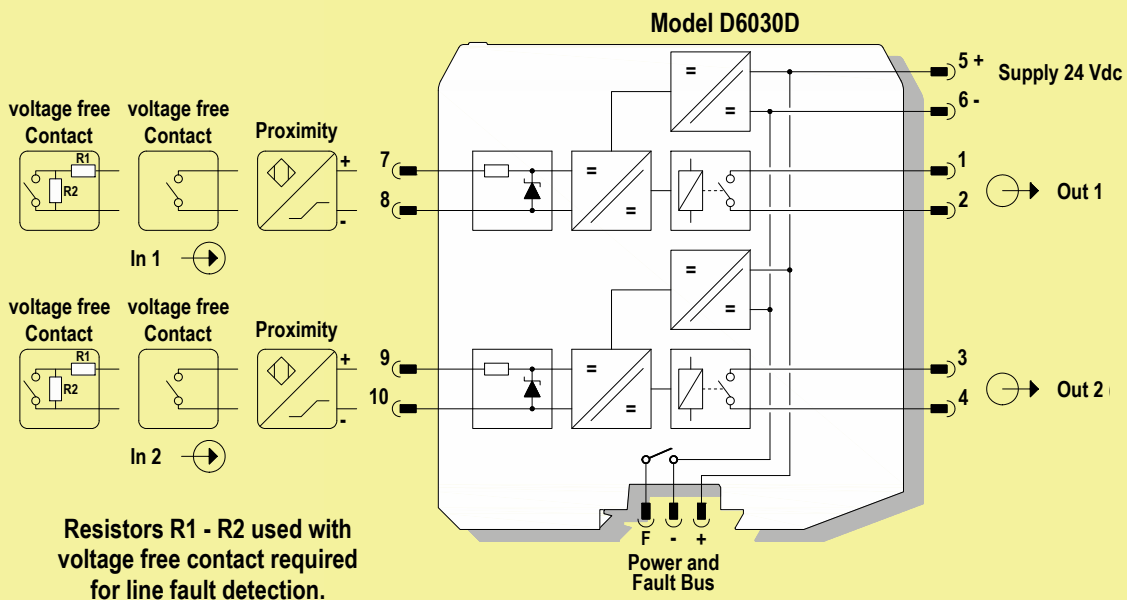 Model D6030D
5 +
Supply 24 Vdc
6 -
voltage free
Contact
voltage free
Contact
Proximity
R1
R2
+
-
7
8
=
=
=
=
1
2
Out 1
In 1
voltage free
Contact
voltage free
Contact
Proximity
R1
R2
+
-
9
10
=
=
=
=
3
4
Out 2
In 2
Resistors R1 - R2 used with
voltage free contact required
for line fault detection.
F - +
Power and
Fault Bus